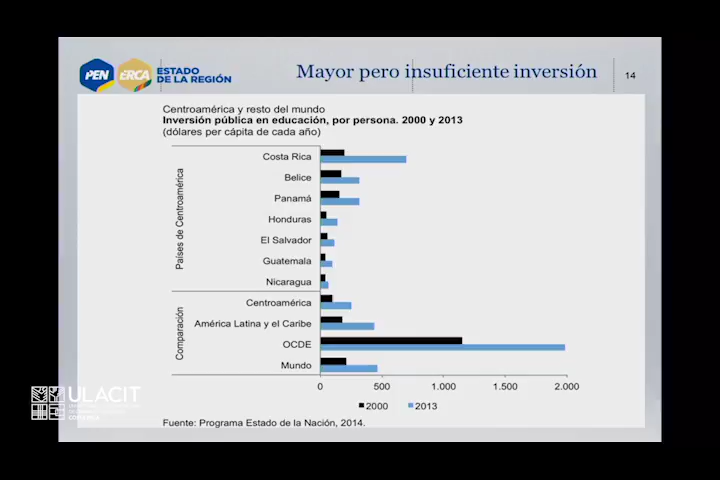 PEN
ERCA
ESTADO
DE LA REGIÓN
Mayor pero insuficiente inversión
14
Centroamérica y resto del mundo
Inversión pública en educación, por persona. 2000 y 2013
(dólares per cápita de cada año)
Países de Centroamérica
Costa Rica
Belice
Panamá
Honduras
El Salvador
Guatemala
Nicaragua
Comparación
Centroamérica
América Latina y el Caribe
OCDE
Mundo
0 500 1.000 1.500 2.000
2000 2013
ULACIT
Fuente: Programa Estado de la Nación, 2014.